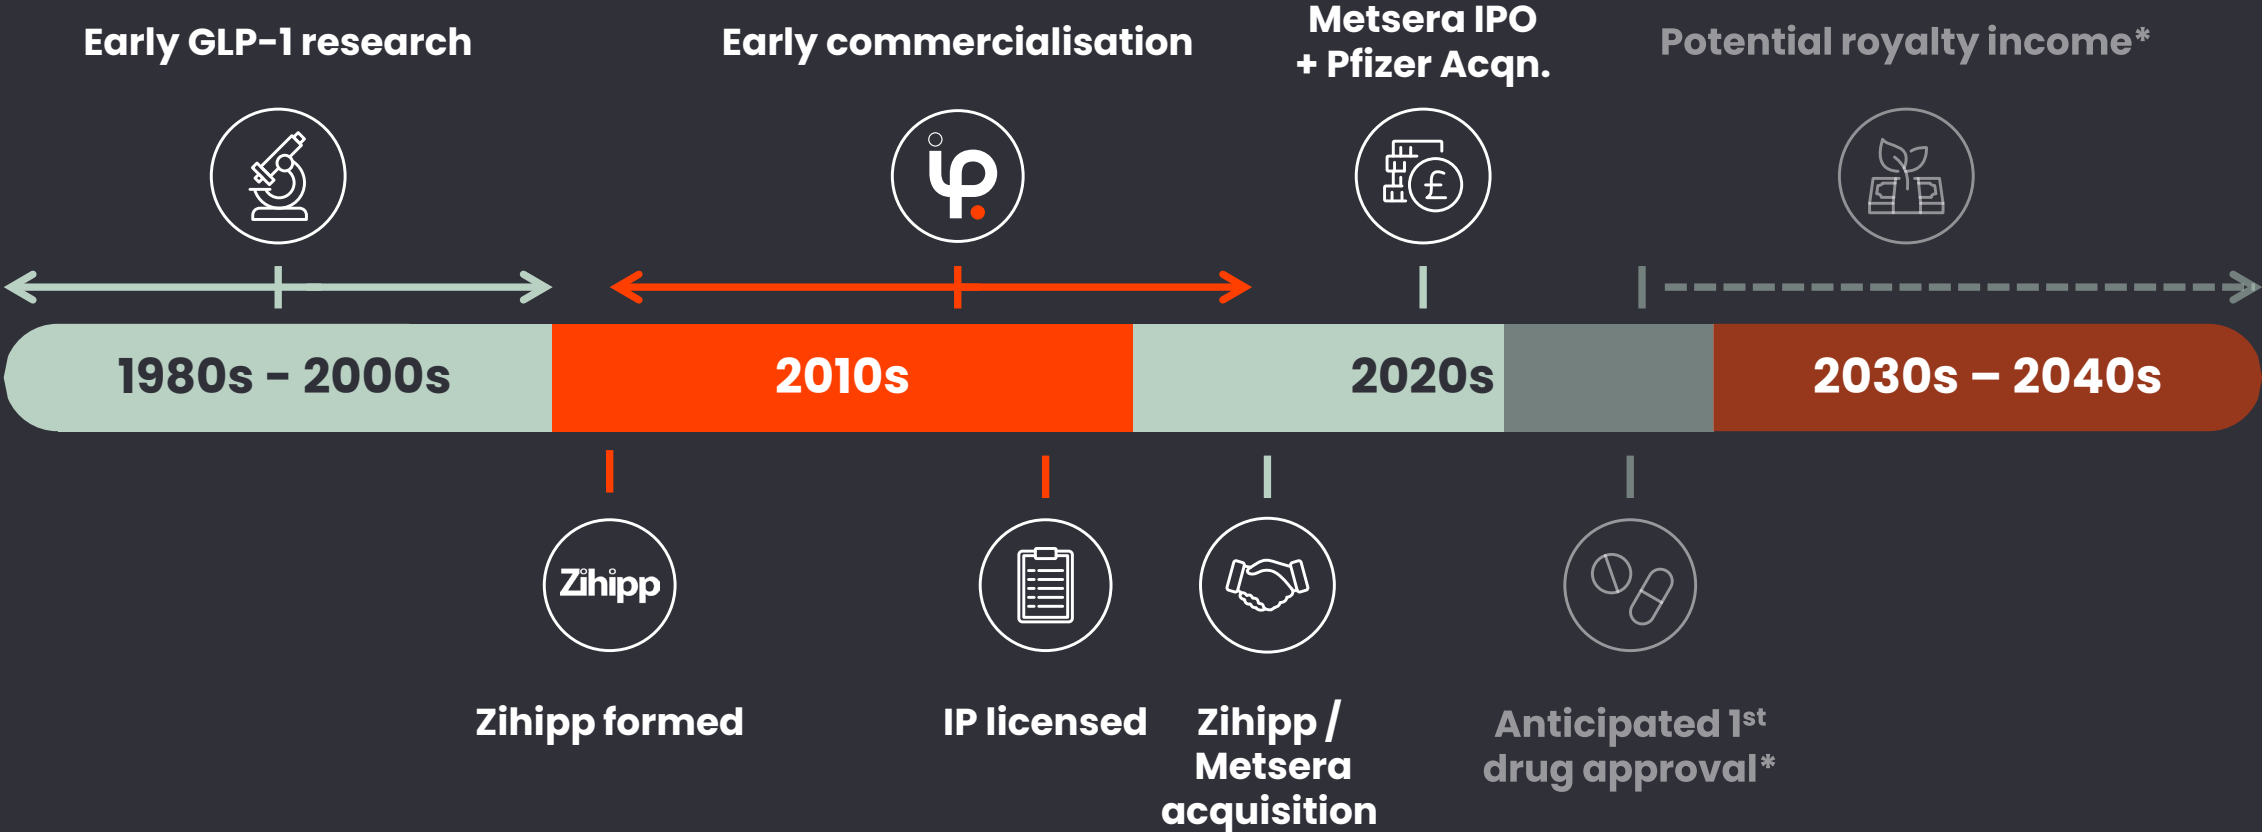 Early GLP-1 research
Early commercialisation
Metsera IPO
+ Pfizer Acqn.
Potential royalty income*
ip.
£
1980s - 2000s
2010s
2020s
2030s – 2040s
Zihipp
Zihipp formed
IP licensed
Zihipp /
Metsera
acquisition
Anticipated 1st
drug approval*